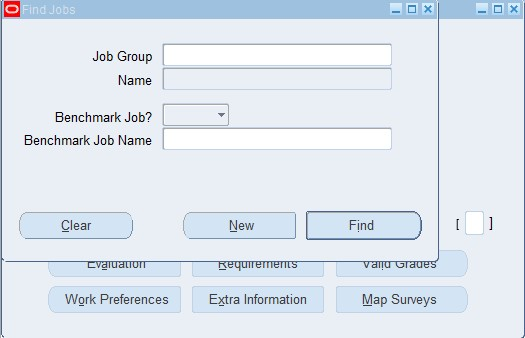 Find Jobs
Job Group
Name
Benchmark Job?
Benchmark Job Name
Clear New Find
[ ]
Evaluation Requirements Valid Grades
Work Preferences Extra Information Map Surveys